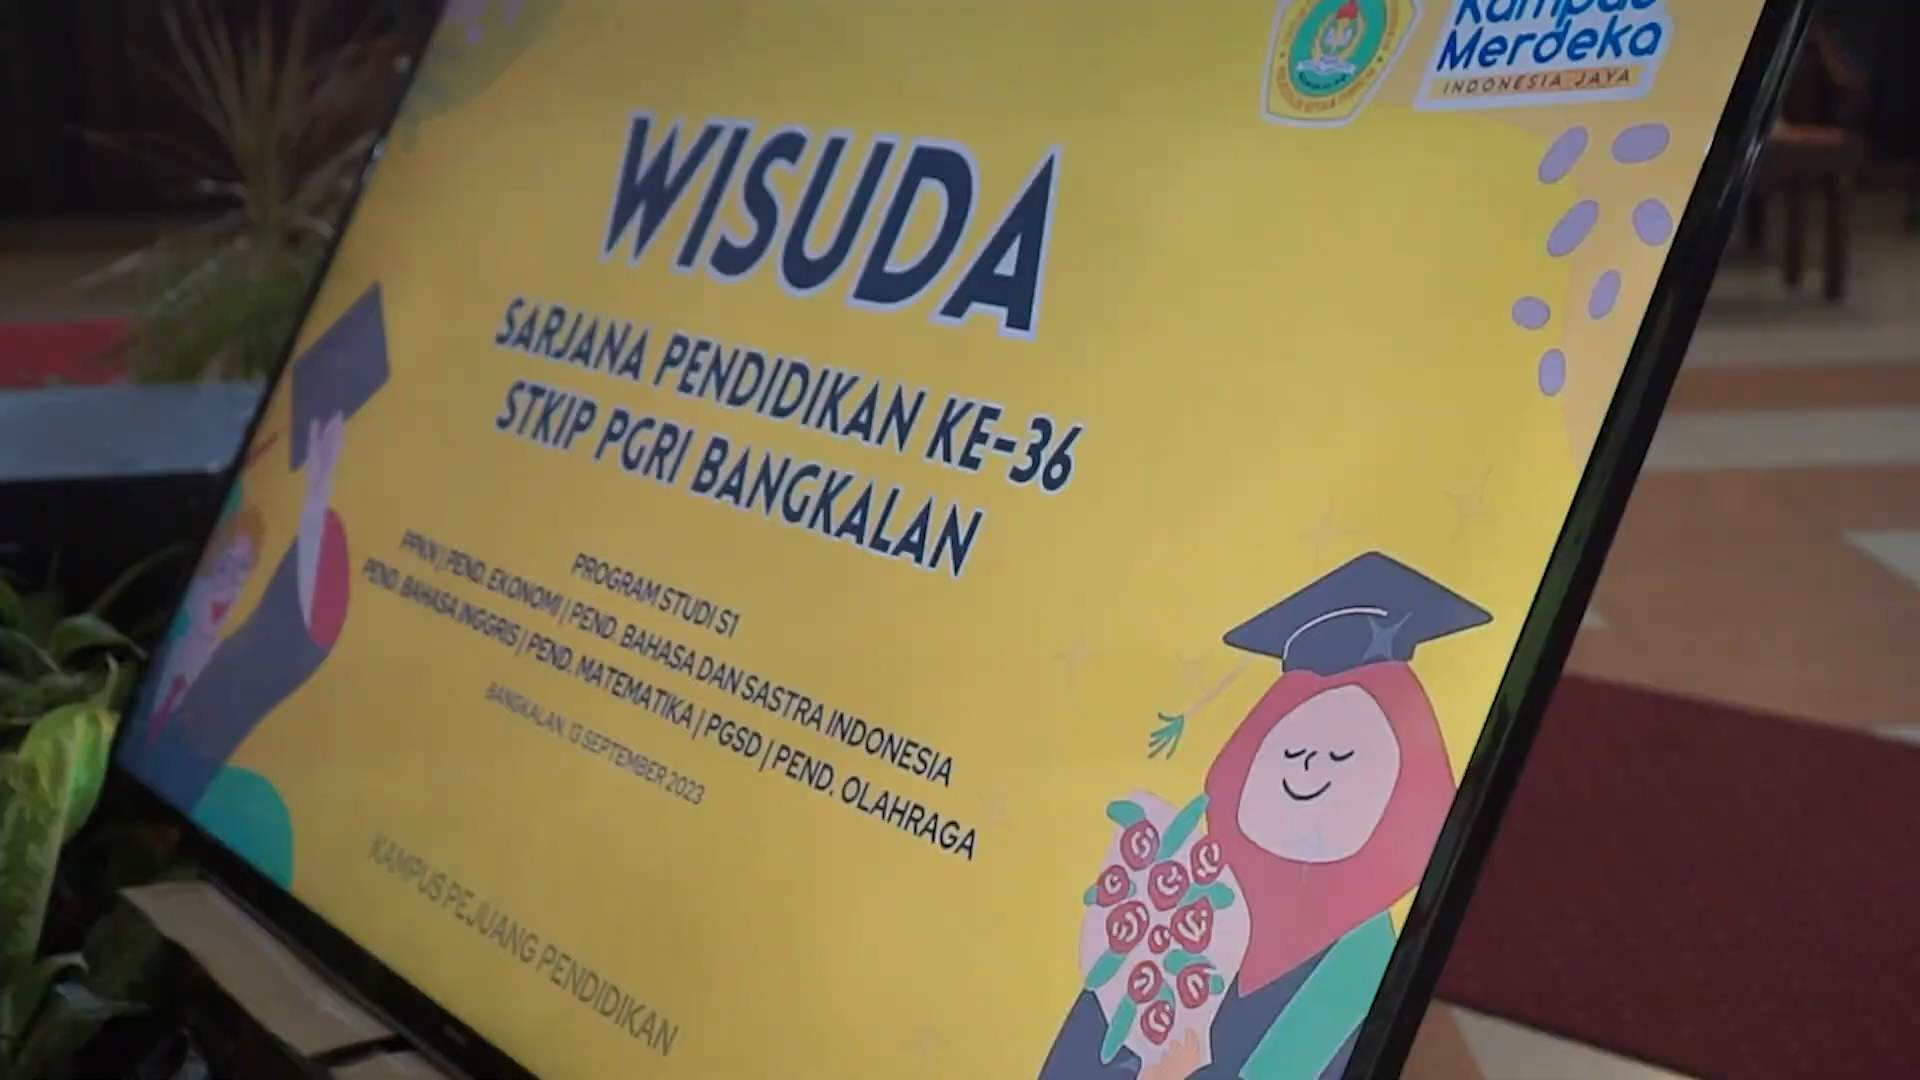 Kampus
Merdeka
INDONESIA JAYA
WISUDA
SARJANA PENDIDIKAN KE-36
STKIP PGRI BANGKALAN
PROGRAM STUDI S1
PPKN | PEND. EKONOMI | PEND. BAHASA DAN SASTRA INDONESIA
PEND. BAHASA INGGRIS | PEND. MATEMATIKA | PGSD | PEND. OLAHRAGA
BANGKALAN, 13 SEPTEMBER 2023
KAMPUS PEJUANG PENDIDIKAN